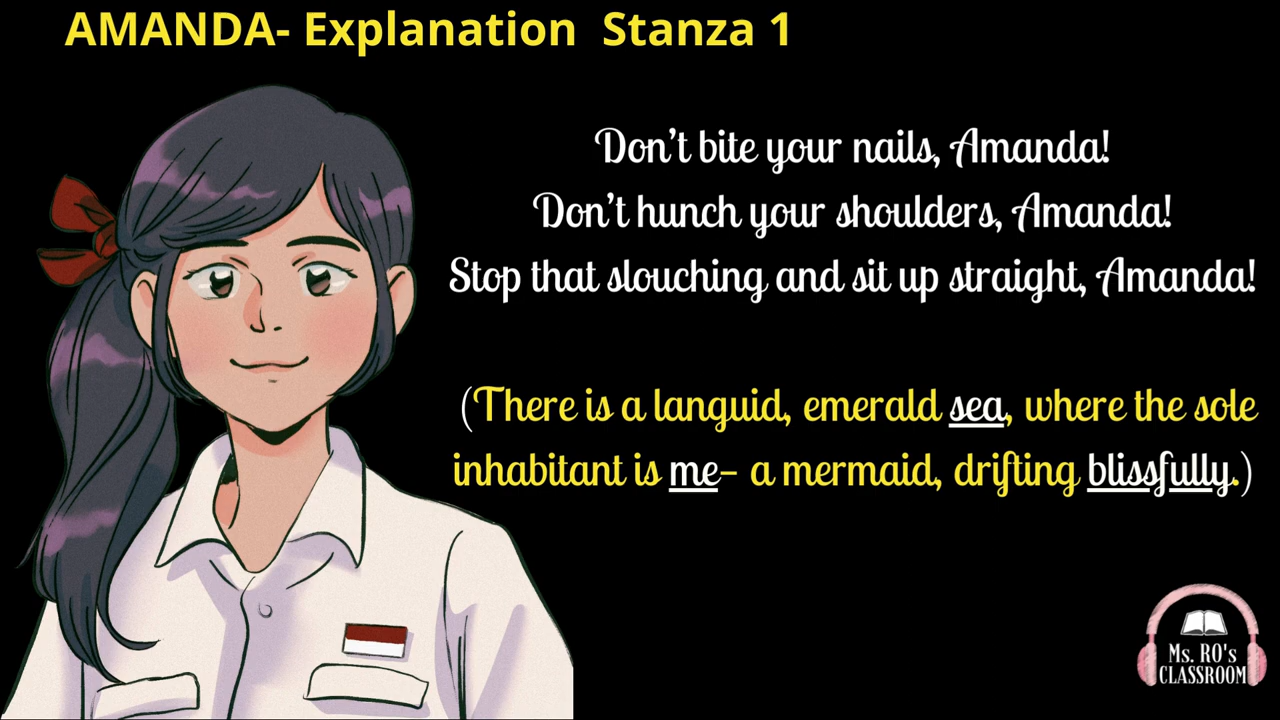 AMANDA- Explanation  Stanza 1
Don't bite your nails, Amanda!
Don't hunch your shoulders, Amanda!
Stop that slouching and sit up straight, Amanda!
(There is a languid, emerald sea, where the sole
inhabitant is me– a mermaid, drifting blissfully.)
Ms. RO's
CLASSROOM